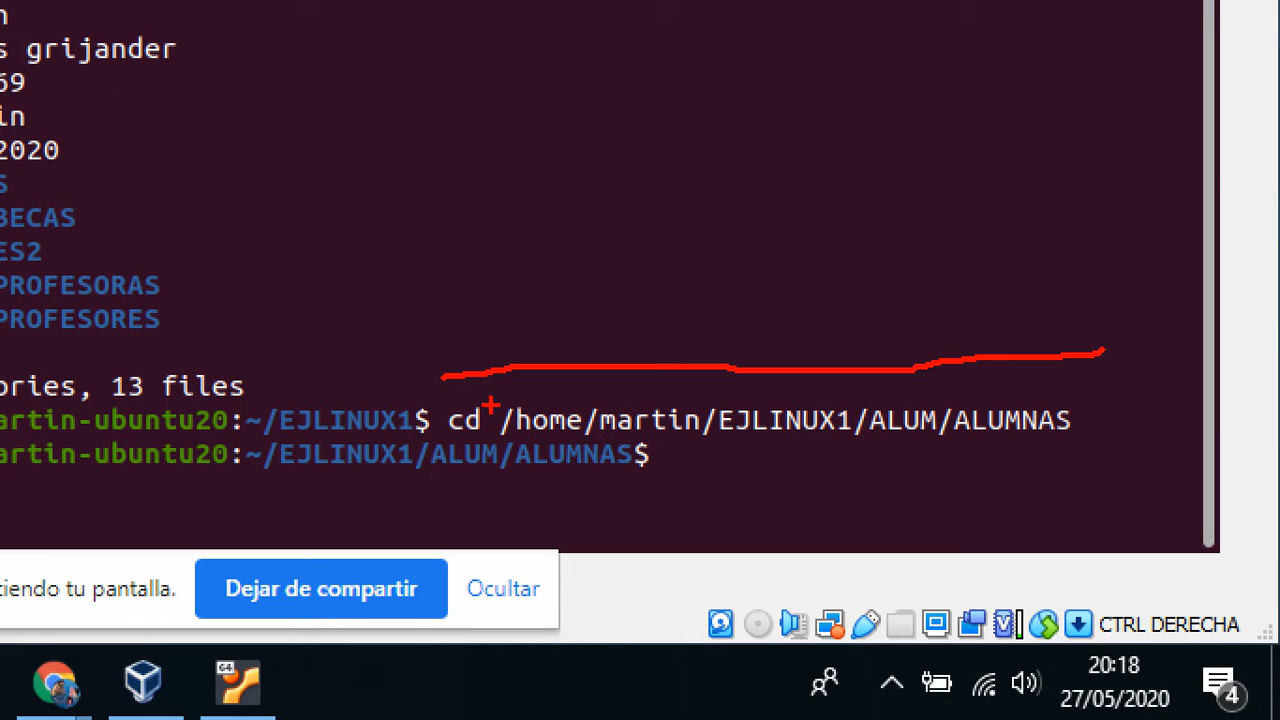 n
s grijander
69
in
2020
S
BECAS
ES2
PROFESORAS
PROFESORES
ories, 13 files
artin-ubuntu20:~/EJLINUX1$ cd /home/martin/EJLINUX1/ALUM/ALUMNAS
artin-ubuntu20:~/EJLINUX1/ALUM/ALUMNAS$
tiendo tu pantalla.
Dejar de compartir
Ocultar
CTRL DERECHA
20:18
27/05/2020
4